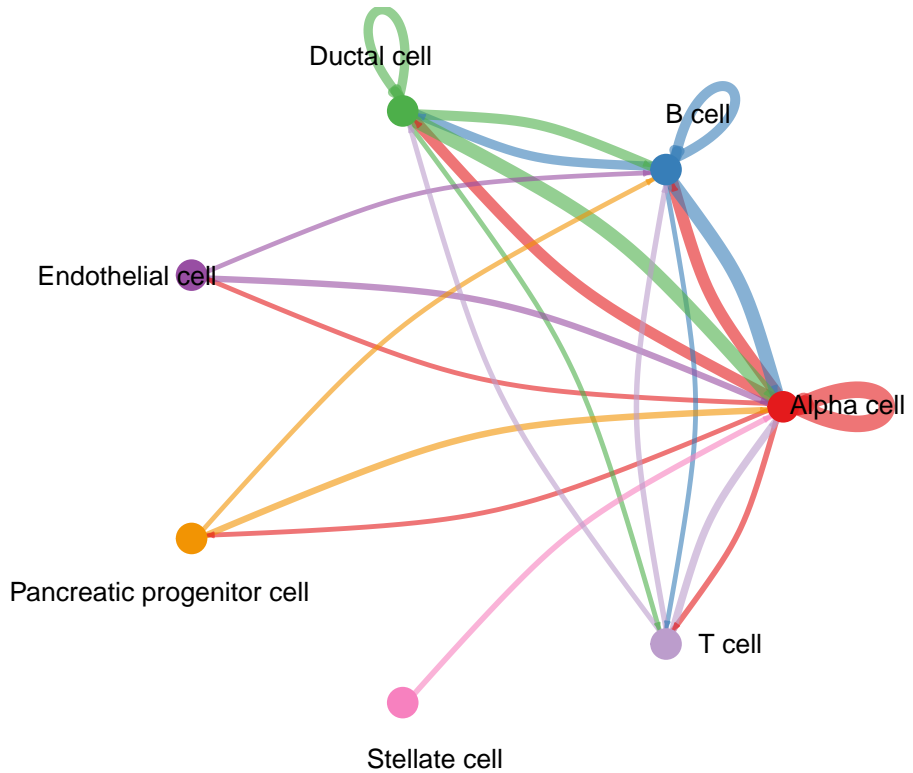 Ductal cell
B cell
Endothelial cell
Alpha cell
Pancreatic progenitor cell
T cell
Stellate cell